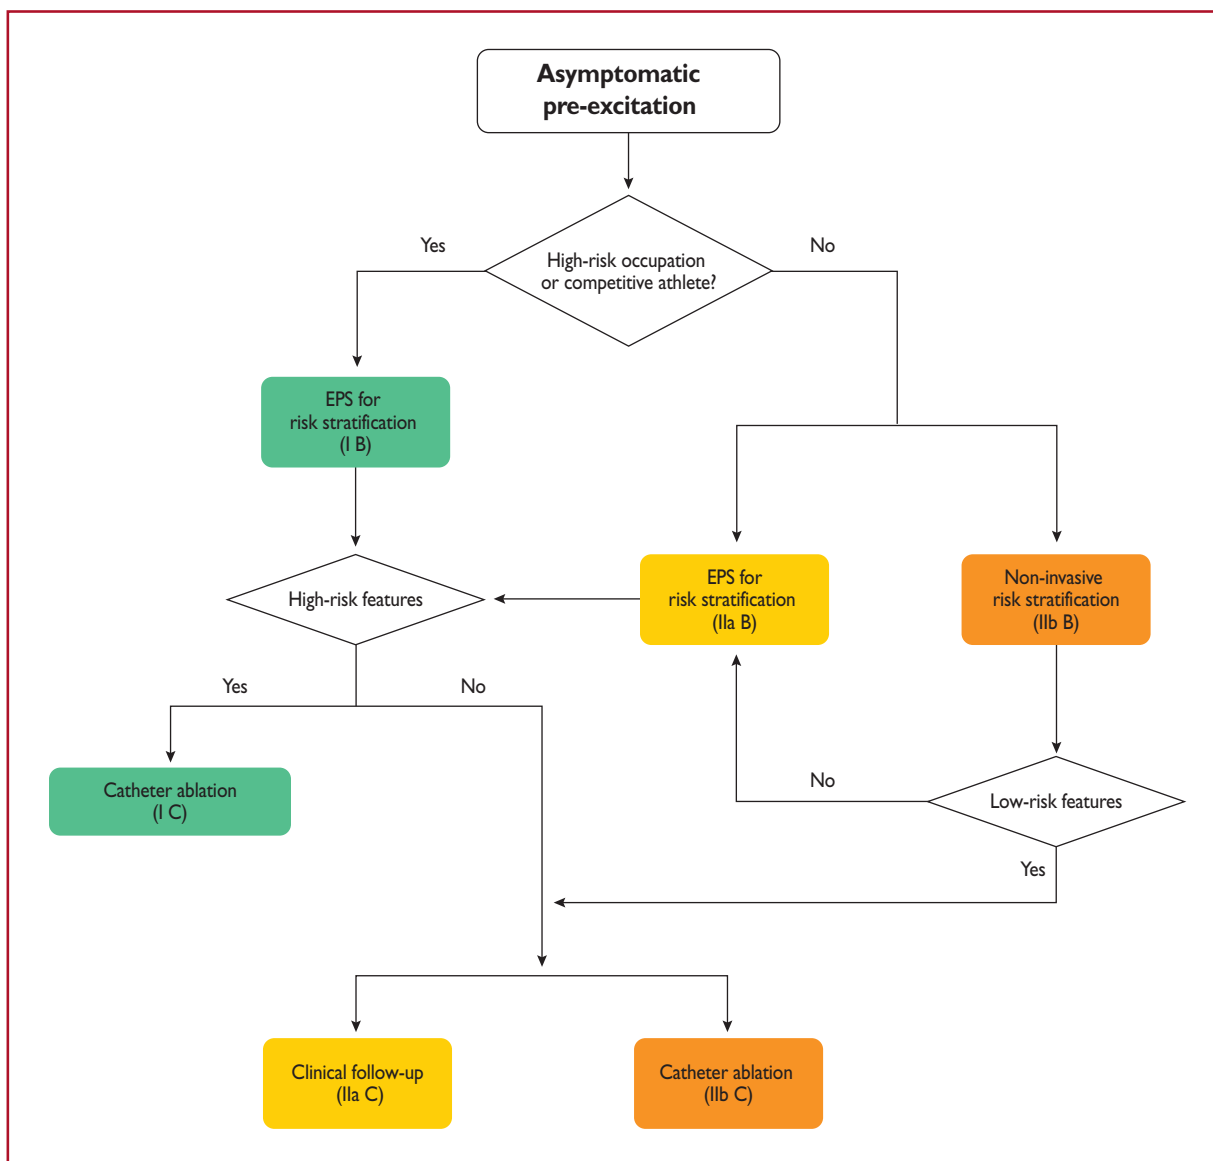 Asymptomatic
pre-excitation
Yes
No
High-risk occupation
or competitive athlete?
EPS for
risk stratification
(I B)
EPS for
risk stratification
(IIa B)
Non-invasive
risk stratification
(IIb B)
High-risk features
Yes
No
Catheter ablation
(I C)
No
Low-risk features
Yes
Clinical follow-up
(IIa C)
Catheter ablation
(IIb C)